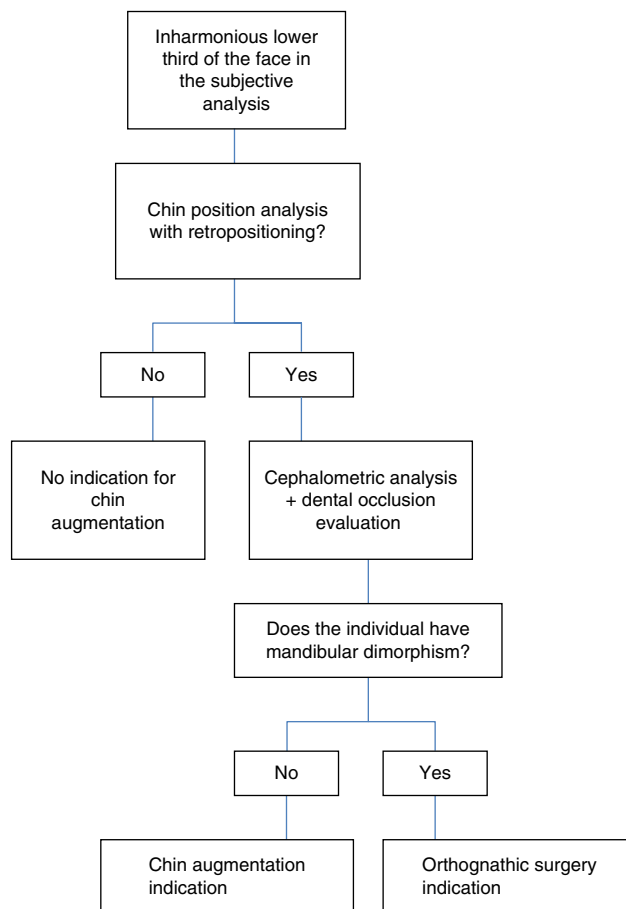 Inharmonious lower
third of the face in
the subjective
analysis
Chin position analysis
with retropositioning?
No
Yes
No indication for
chin
augmentation
Cephalometric analysis
+ dental occlusion
evaluation
Does the individual have
mandibular dimorphism?
No
Yes
Chin augmentation
indication
Orthognathic surgery
indication